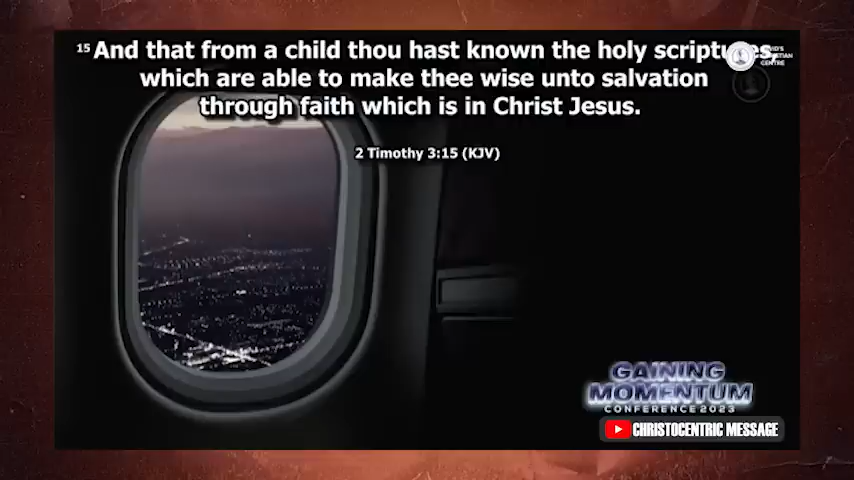 15 And that from a child thou hast known the holy scriptures,
which are able to make thee wise unto salvation
through faith which is in Christ Jesus.
2 Timothy 3:15 (KJV)
CENTRE
GAINING
MOMENTUM
CONFERENCE 2023
CHRISTOCENTRIC MESSAGE